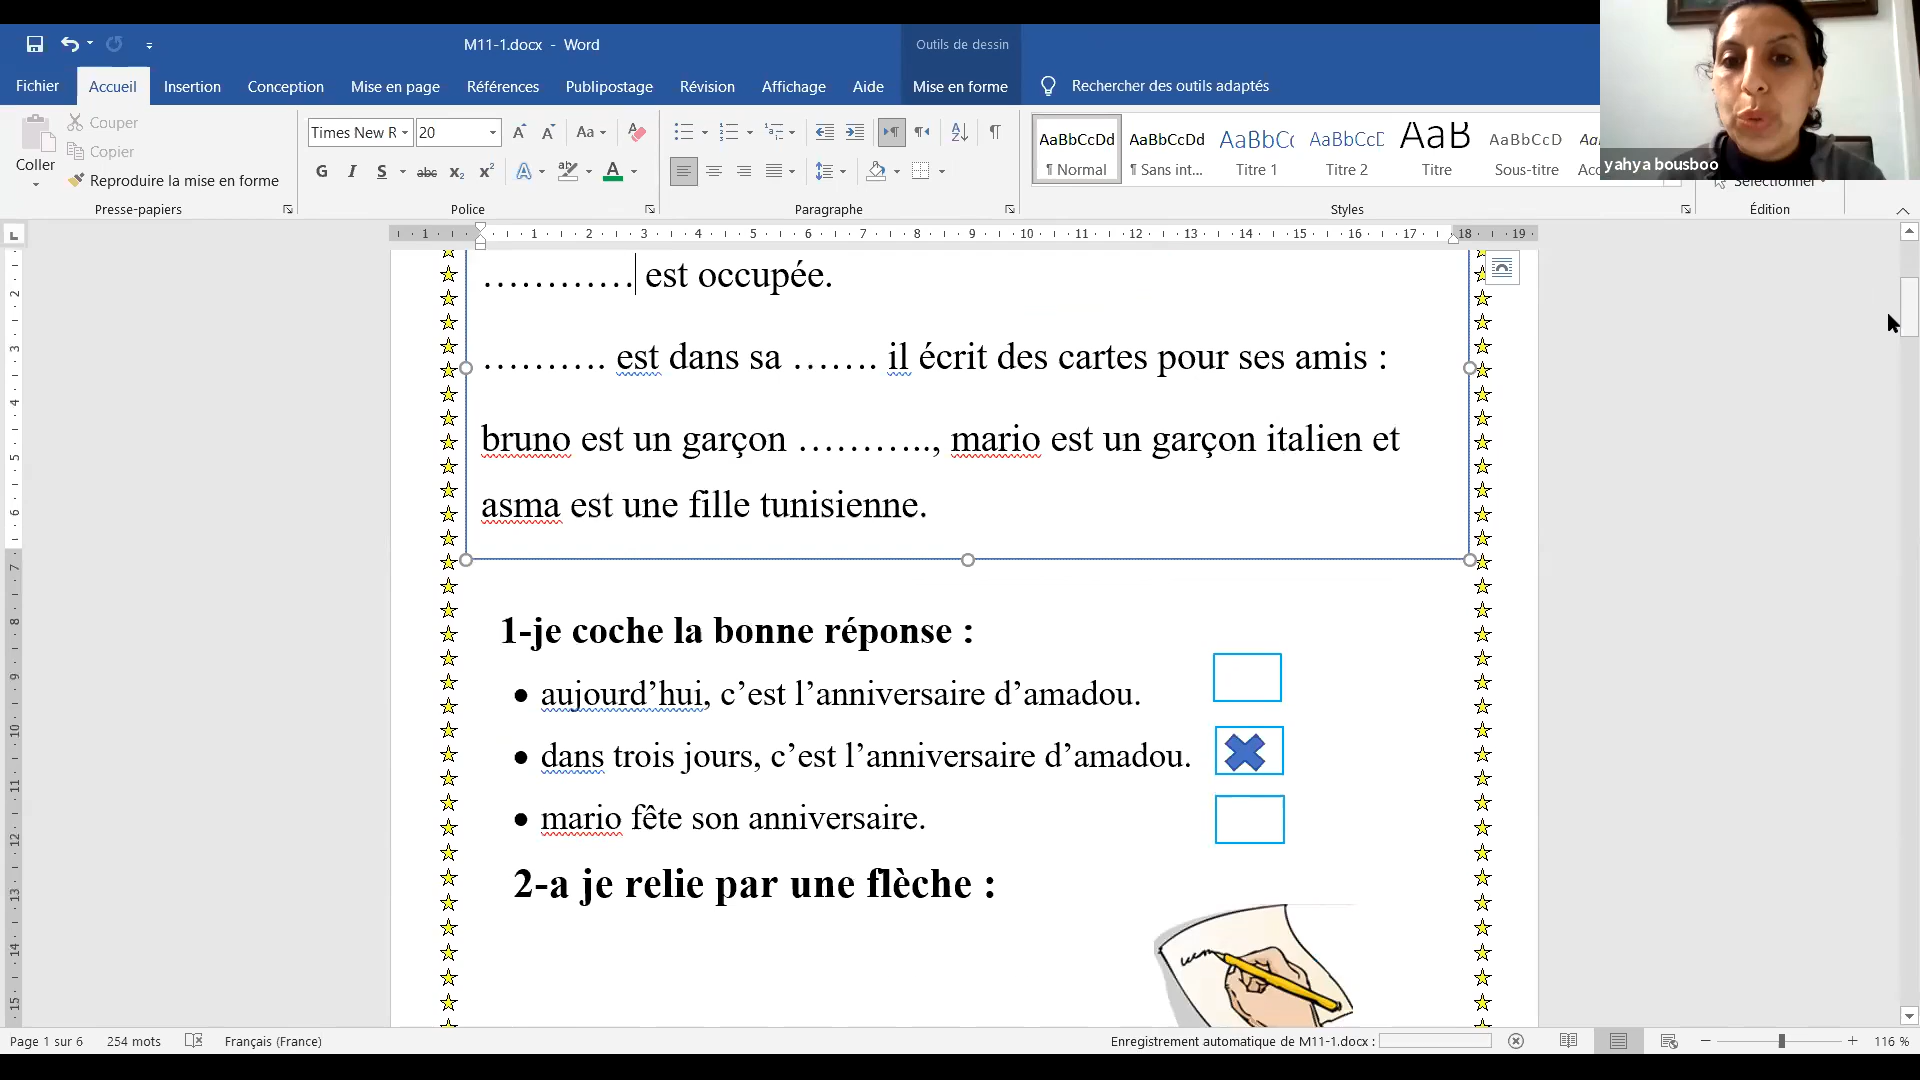 M11-1.docx - Word
Outils de dessin
Fichier Accueil Insertion Conception Mise en page Références Publipostage Révision Affichage Aide Mise en forme Rechercher des outils adaptés
Coller
Couper
Copier
Reproduire la mise en forme
Presse-papiers
Times New R 20
Police
Paragraphe
AaBbCcDd AaBbCcDd AaBbC AaBbCcC AaB AaBbCcD
¶ Normal ¶ Sans int... Titre 1 Titre 2 Titre Sous-titre
Styles
Sélectionner
Édition
yahya bousboo
…………. est occupée.
………. est dans sa ……. il écrit des cartes pour ses amis :
bruno est un garçon ……….., mario est un garçon italien et
asma est une fille tunisienne.
1-je coche la bonne réponse :
• aujourd’hui, c’est l’anniversaire d’amadou.
• dans trois jours, c’est l’anniversaire d’amadou.
• mario fête son anniversaire.
2-a je relie par une flèche :
Page 1 sur 6 254 mots Français (France) Enregistrement automatique de M11-1.docx : 116 %